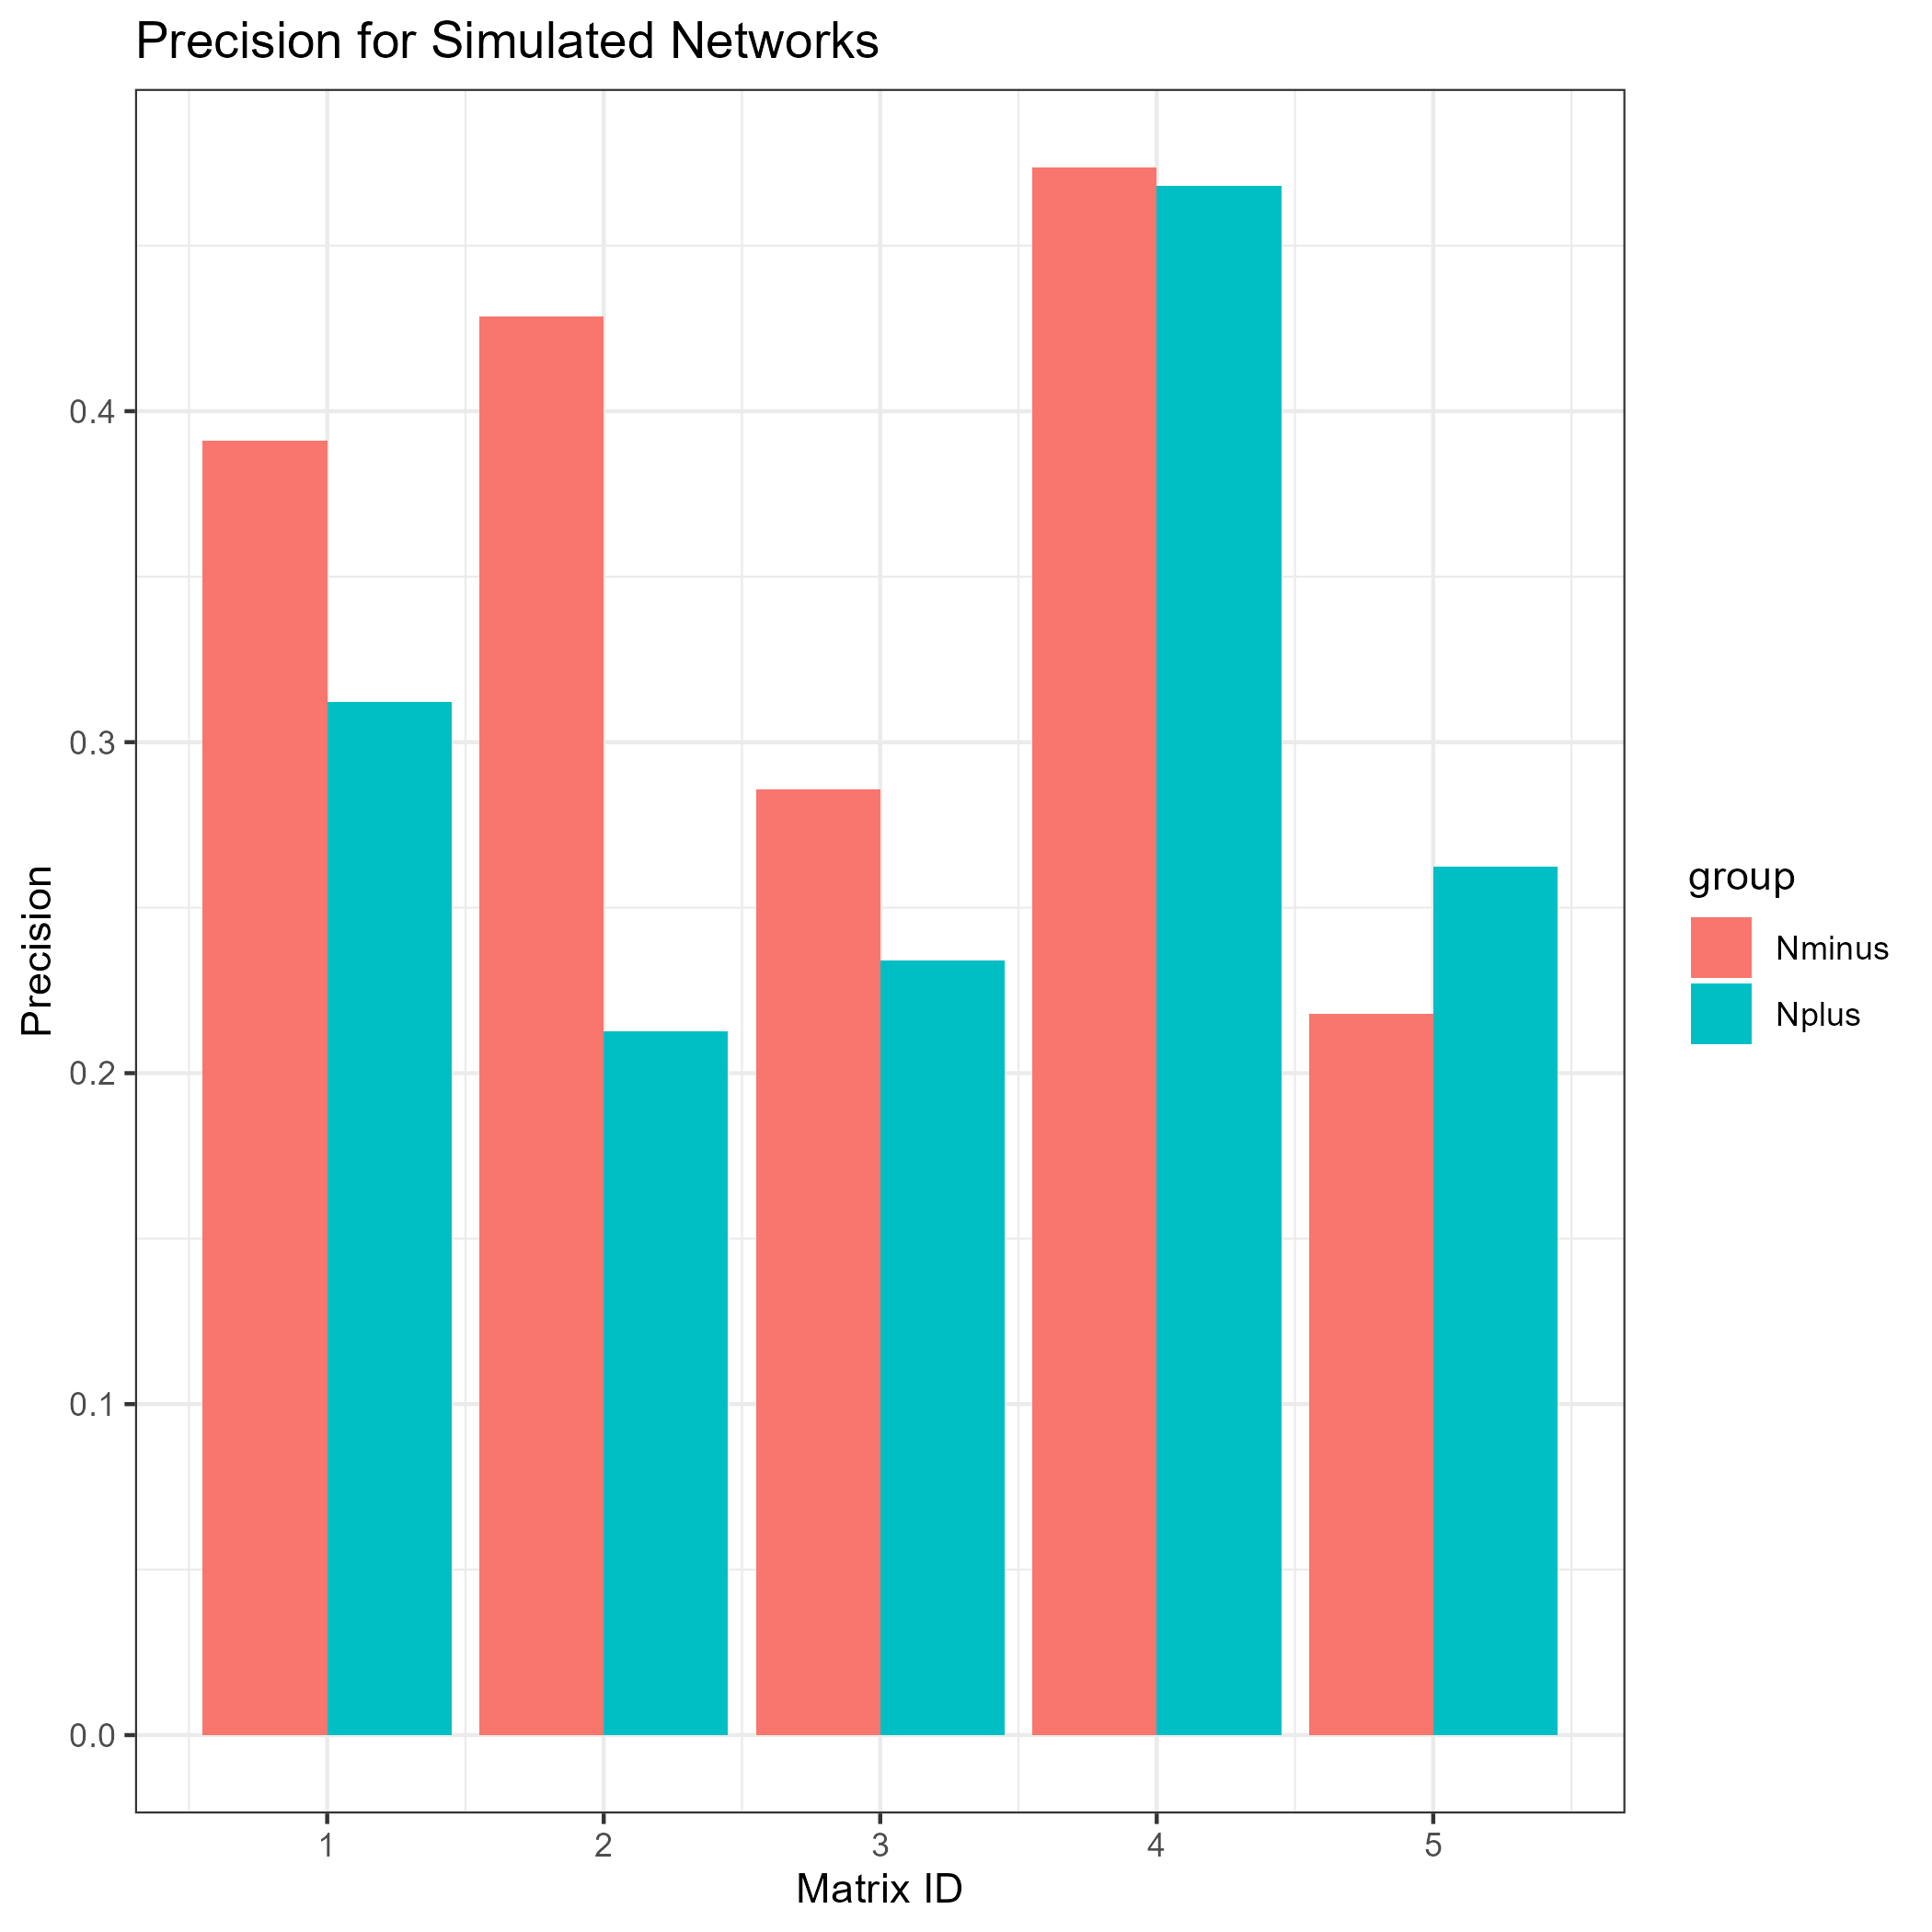 Precision for Simulated Networks
Precision
0.4
0.3
0.2
0.1
0.0
1 2 3 4 5
Matrix ID
group
Nminus
Nplus